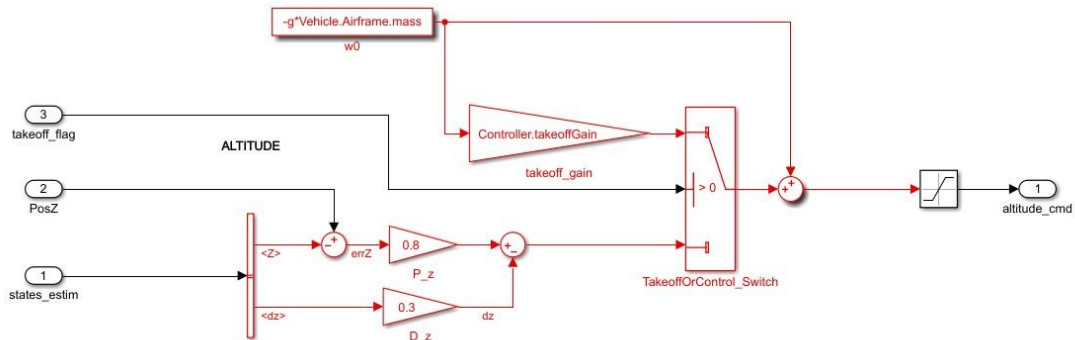 -g*Vehicle.Airframe.mass
w0
3
takeoff_flag
ALTITUDE
Controller.takeoffGain
takeoff_gain
2
PosZ
> 0
1
altitude_cmd
<Z>
errZ
0.8
P_z
TakeoffOrControl_Switch
1
states_estim
<dz>
0.3
D_z
dz